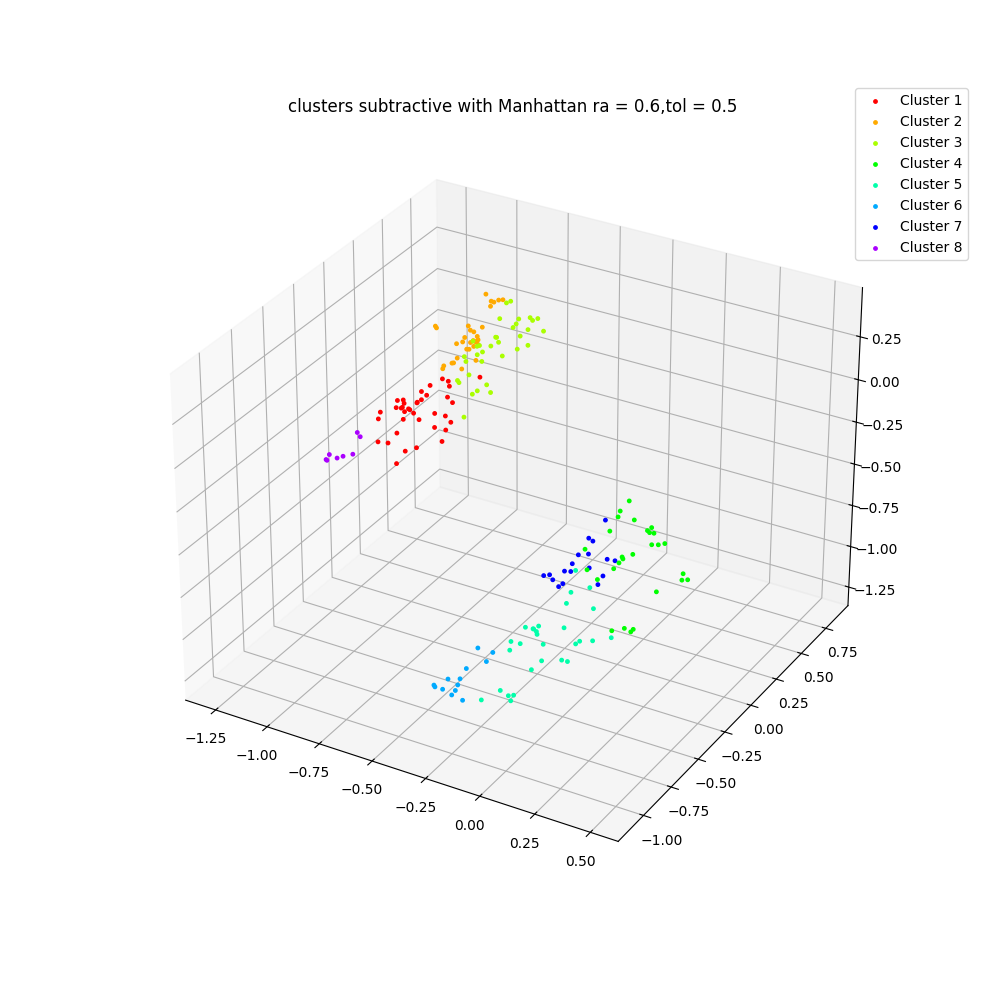 clusters subtractive with Manhattan ra = 0.6,tol = 0.5
Cluster 1
Cluster 2
Cluster 3
Cluster 4
Cluster 5
Cluster 6
Cluster 7
Cluster 8
0.25
0.00
−0.25
−0.50
−0.75
−1.00
−1.25
0.75
0.50
0.25
0.00
−0.25
−0.50
−0.75
−1.00
−1.25
−1.00
−0.75
−0.50
−0.25
0.00
0.25
0.50